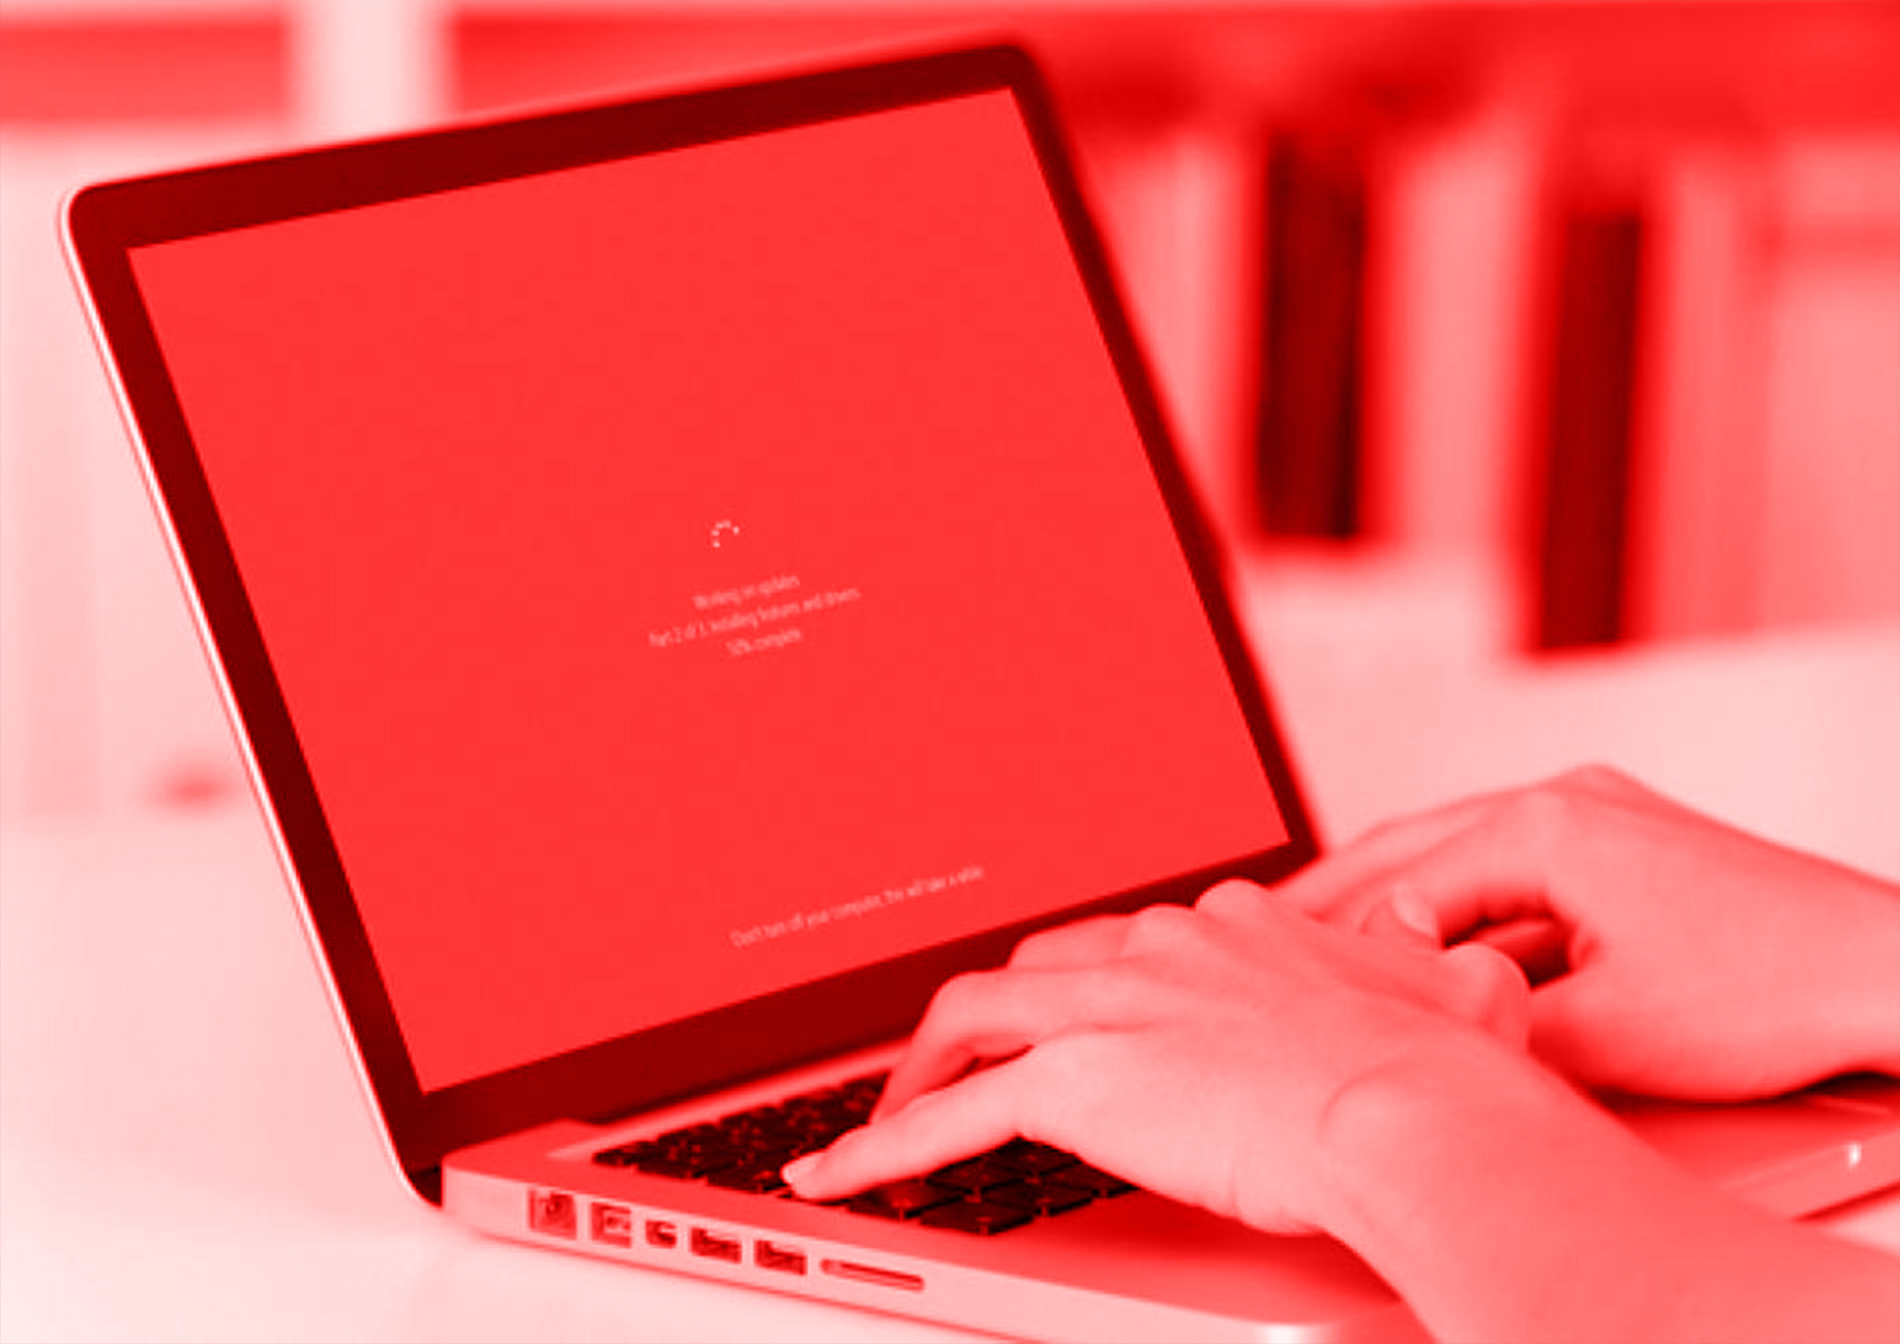 Working on updates
Part 2 of 3: Installing features and drivers
50% complete
Don't turn off your computer, this will take a while